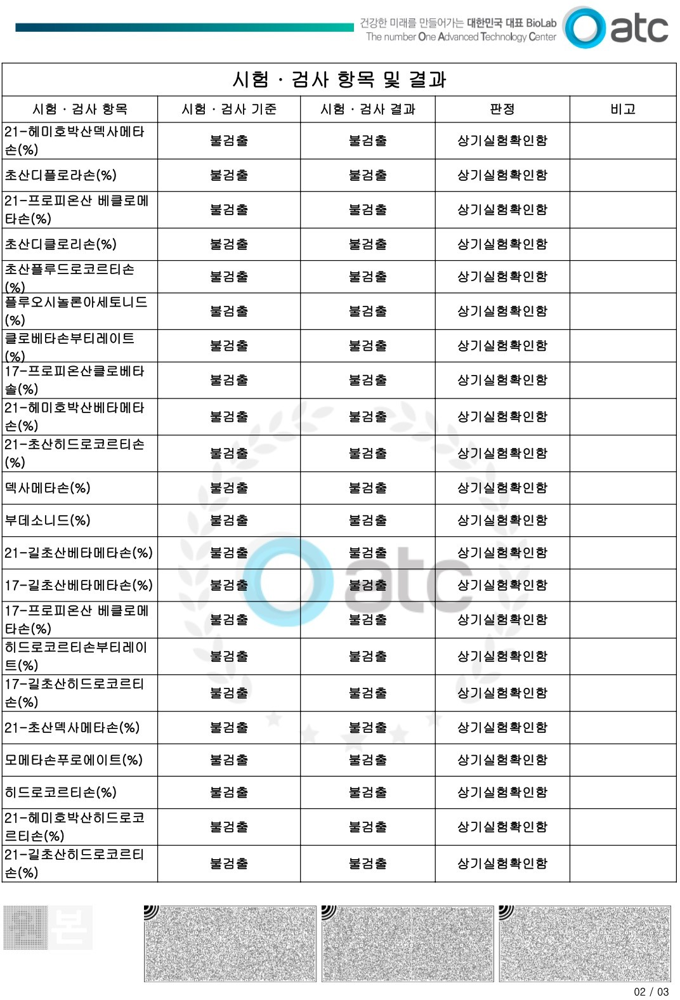 건강한 미래를 만들어가는 대한민국 대표 BioLab
The number One Advanced Technology Center
atc
시험 · 검사 항목 및 결과
시험 · 검사 항목 시험 · 검사 기준 시험 · 검사 결과 판정 비고
21-헤미호박산덱사메타
손(%) 불검출 불검출 상기실험확인함
초산디플로라손(%) 불검출 불검출 상기실험확인함
21-프로피온산 베클로메
타손(%) 불검출 불검출 상기실험확인함
초산디클로리손(%) 불검출 불검출 상기실험확인함
초산플루드로코르티손
(%) 불검출 불검출 상기실험확인함
플루오시놀론아세토니드
(%) 불검출 불검출 상기실험확인함
클로베타손부티레이트
(%) 불검출 불검출 상기실험확인함
17-프로피온산클로베타
솔(%) 불검출 불검출 상기실험확인함
21-헤미호박산베타메타
손(%) 불검출 불검출 상기실험확인함
21-초산히드로코르티손
(%) 불검출 불검출 상기실험확인함
덱사메타손(%) 불검출 불검출 상기실험확인함
부데소니드(%) 불검출 불검출 상기실험확인함
21-길초산베타메타손(%) 불검출 불검출 상기실험확인함
17-길초산베타메타손(%) 불검출 불검출 상기실험확인함
atc
17-프로피온산 베클로메
타손(%) 불검출 불검출 상기실험확인함
히드로코르티손부티레이
트(%) 불검출 불검출 상기실험확인함
17-길초산히드로코르티
손(%) 불검출 불검출 상기실험확인함
21-초산덱사메타손(%) 불검출 불검출 상기실험확인함
모메타손푸로에이트(%) 불검출 불검출 상기실험확인함
히드로코르티손(%) 불검출 불검출 상기실험확인함
21-헤미호박산히드로코
르티손(%) 불검출 불검출 상기실험확인함
21-길초산히드로코르티
손(%) 불검출 불검출 상기실험확인함
원본
02 / 03